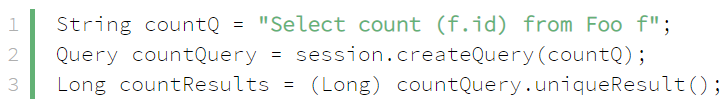 1 String countQ = "Select count (f.id) from Foo f";
2 Query countQuery = session.createQuery(countQ);
3 Long countResults = (Long) countQuery.uniqueResult();